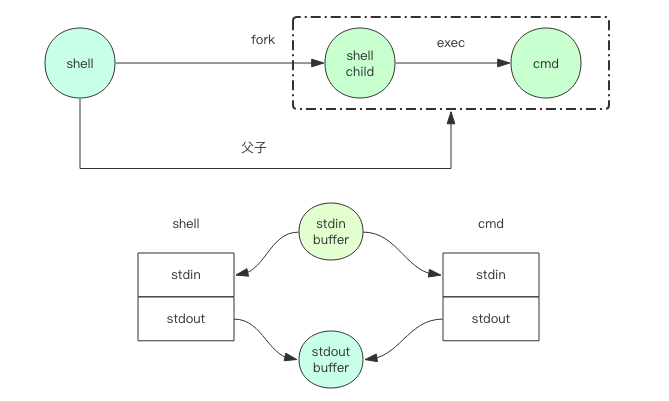 fork
exec
shell
shell
child
cmd
父子
shell
stdin
buffer
cmd
stdin
stdin
stdout
stdout
stdout
buffer